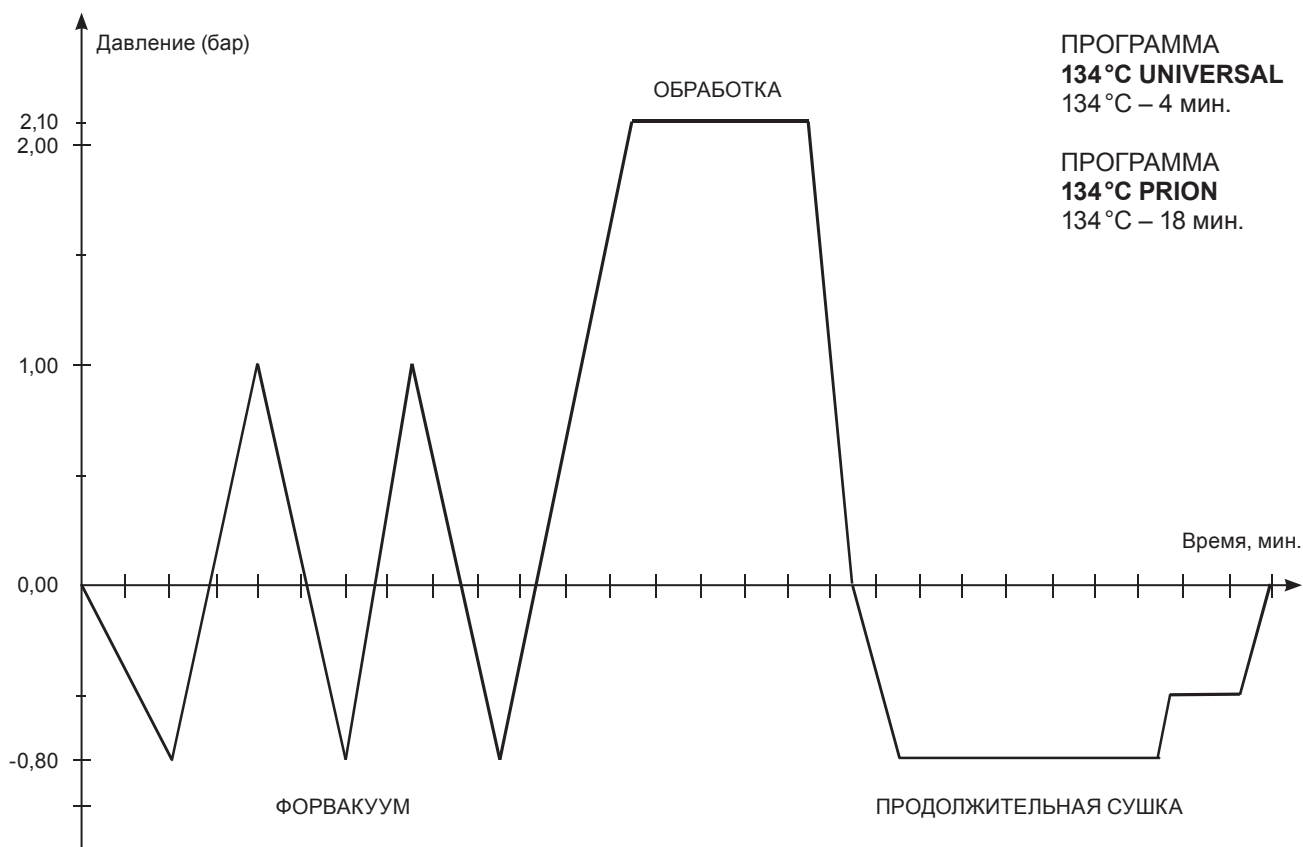 Давление (бар)
ПРОГРАММА
134 °C UNIVERSAL
134 °C – 4 мин.
ПРОГРАММА
134 °C PRION
134 °C – 18 мин.
ОБРАБОТКА
2,10
2,00
1,00
0,00
-0,80
Время, мин.
ФОРВАКУУМ
ПРОДОЛЖИТЕЛЬНАЯ СУШКА